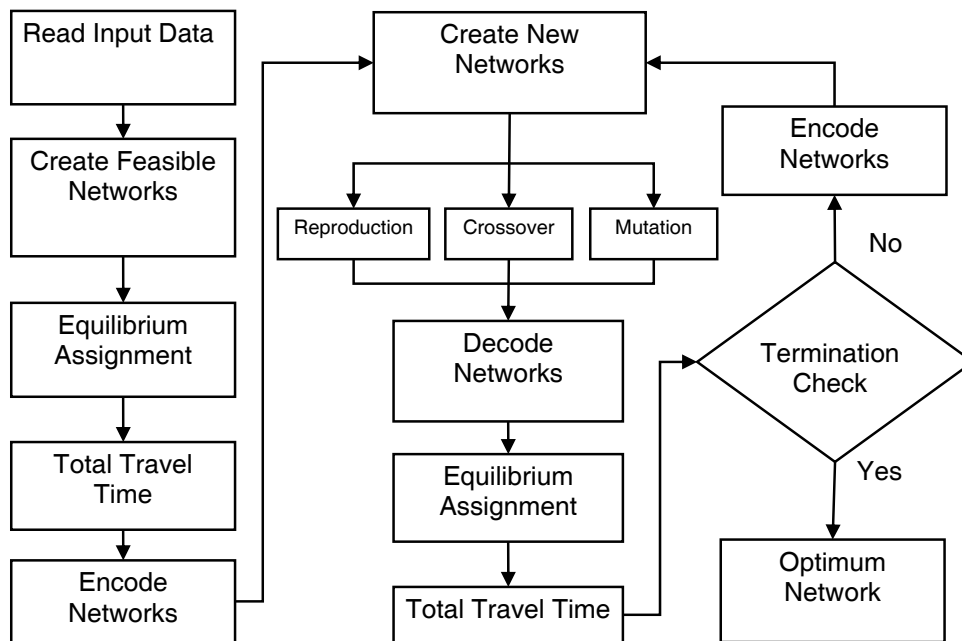 Read Input Data
Create Feasible
Networks
Equilibrium
Assignment
Total Travel
Time
Encode
Networks
Create New
Networks
Reproduction
Crossover
Mutation
Decode
Networks
Equilibrium
Assignment
Total Travel Time
Encode
Networks
No
Termination
Check
Yes
Optimum
Network